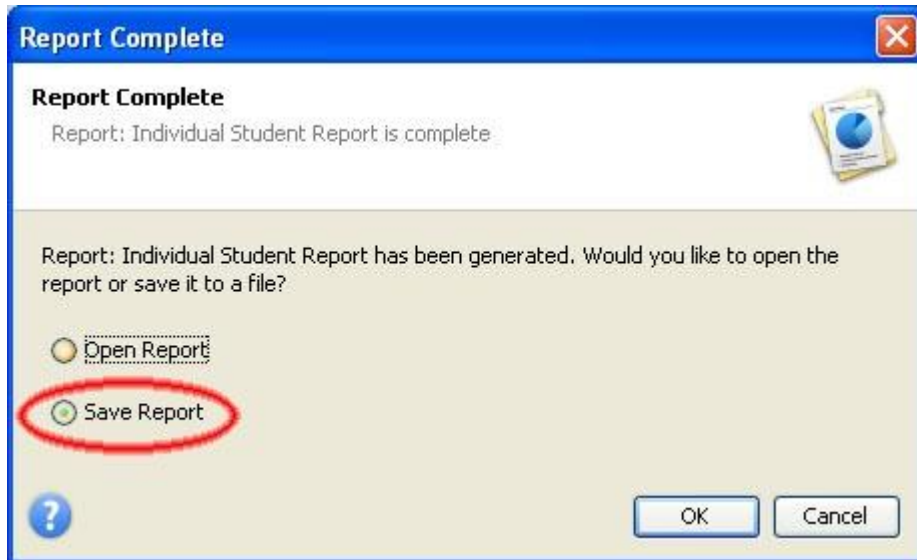 Report Complete
Report Complete
Report: Individual Student Report is complete
Report: Individual Student Report has been generated. Would you like to open the
report or save it to a file?
Open Report
Save Report
?
OK
Cancel